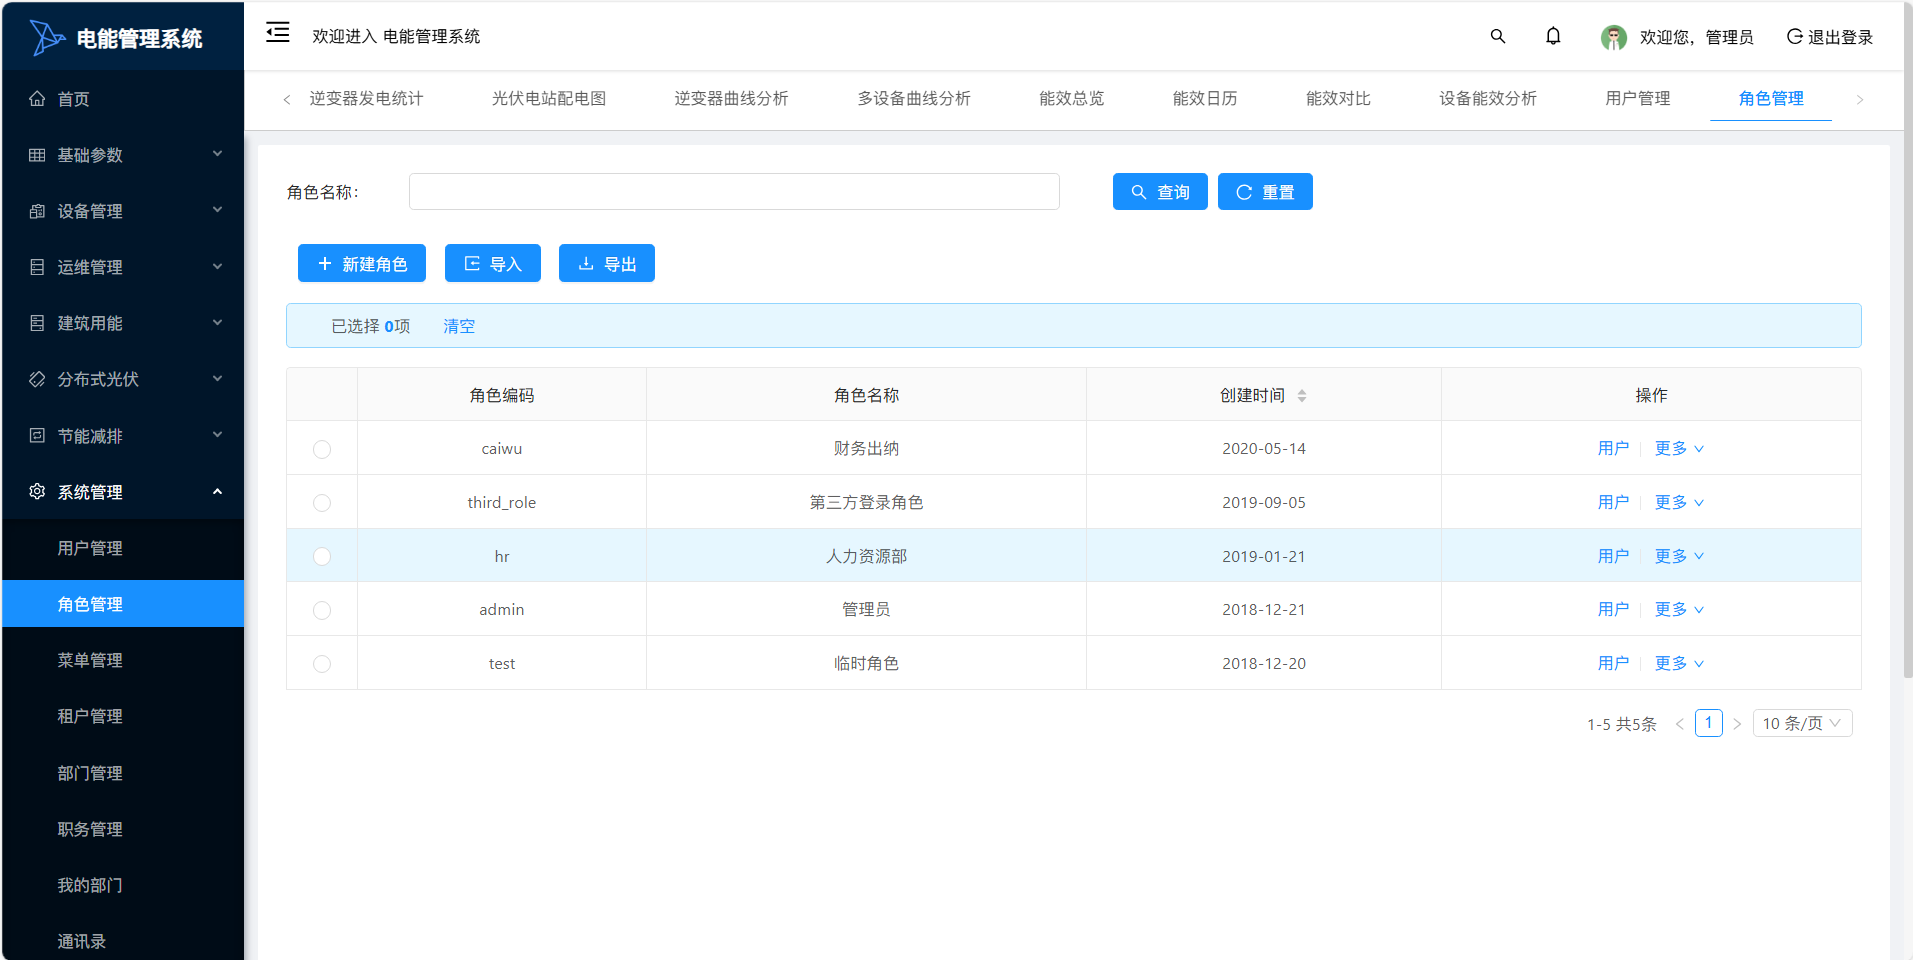 电能管理系统
欢迎进入 电能管理系统
欢迎您，管理员
退出登录
首页
基础参数
设备管理
运维管理
建筑用能
分布式光伏
节能减排
系统管理
用户管理
角色管理
菜单管理
租户管理
部门管理
职务管理
我的部门
通讯录
逆变器发电统计 光伏电站配电图 逆变器曲线分析 多设备曲线分析 能效总览 能效日历 能效对比 设备能效分析 用户管理 角色管理
角色名称：
查询 重置
新建角色 导入 导出
已选择 0项 清空
角色编码 角色名称 创建时间 操作
caiwu 财务出纳 2020-05-14 用户 更多
third_role 第三方登录角色 2019-09-05 用户 更多
hr 人力资源部 2019-01-21 用户 更多
admin 管理员 2018-12-21 用户 更多
test 临时角色 2018-12-20 用户 更多
1-5 共5条 < 1 > 10 条/页